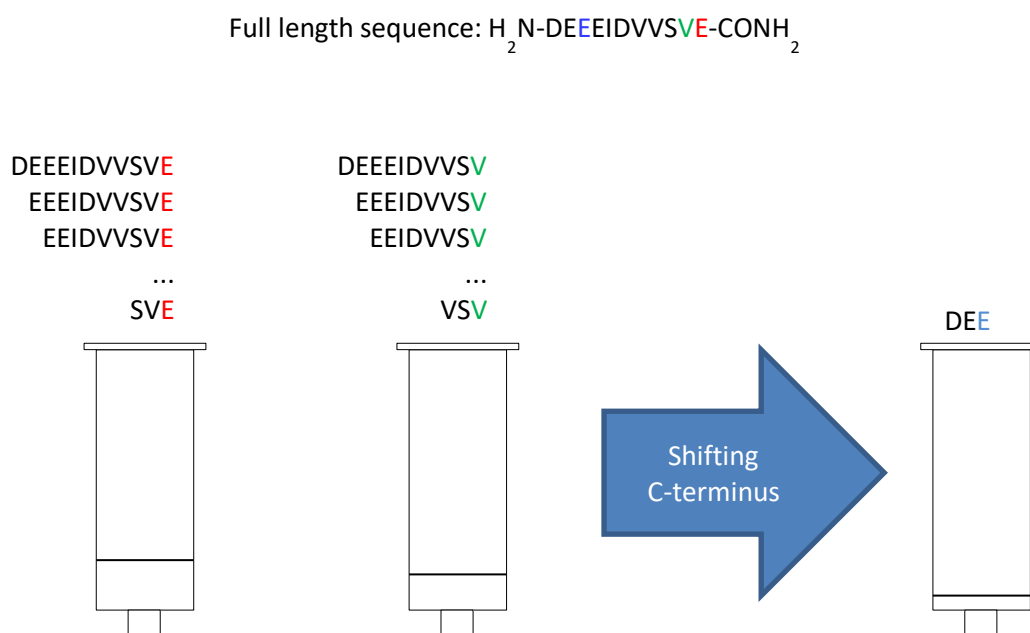 Full length sequence: H2N-DEEEIDVVSVE-CONH2
DEEEIDVVSVE
EEEIDVVSVE
EEIDVVSVE
...
SVE
DEEEIDVVSV
EEEIDVVSV
EEIDVVSV
...
VSV
Shifting
C-terminus
DEE